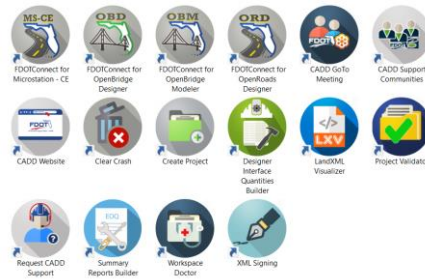 MS-CE
OBD
OBM
ORD
FDOT
FDOTConnect for
Microstation - CE
FDOTConnect for
OpenBridge
Designer
FDOTConnect for
OpenBridge
Modeler
FDOTConnect for
OpenRoads
Designer
CADD GoTo
Meeting
CADD Support
Communities
FDOT
</>
LXV
CADD Website
Clear Crash
Create Project
Designer
Interface
Quantities
Builder
LandXML
Visualizer
Project Validator
?
EDQ
Request CADD
Support
Summary
Reports Builder
Workspace
Doctor
XML Signing